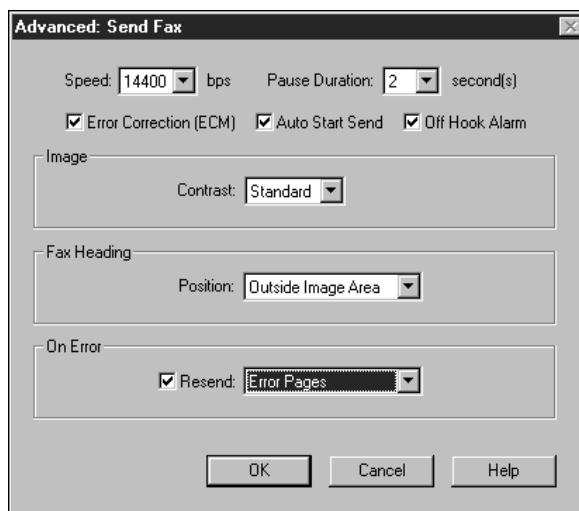 Advanced: Send Fax
Speed: 14400 bps Pause Duration: 2 second(s)
Error Correction (ECM) Auto Start Send Off Hook Alarm
Image
Contrast: Standard
Fax Heading
Position: Outside Image Area
On Error
Resend: Error Pages
OK Cancel Help